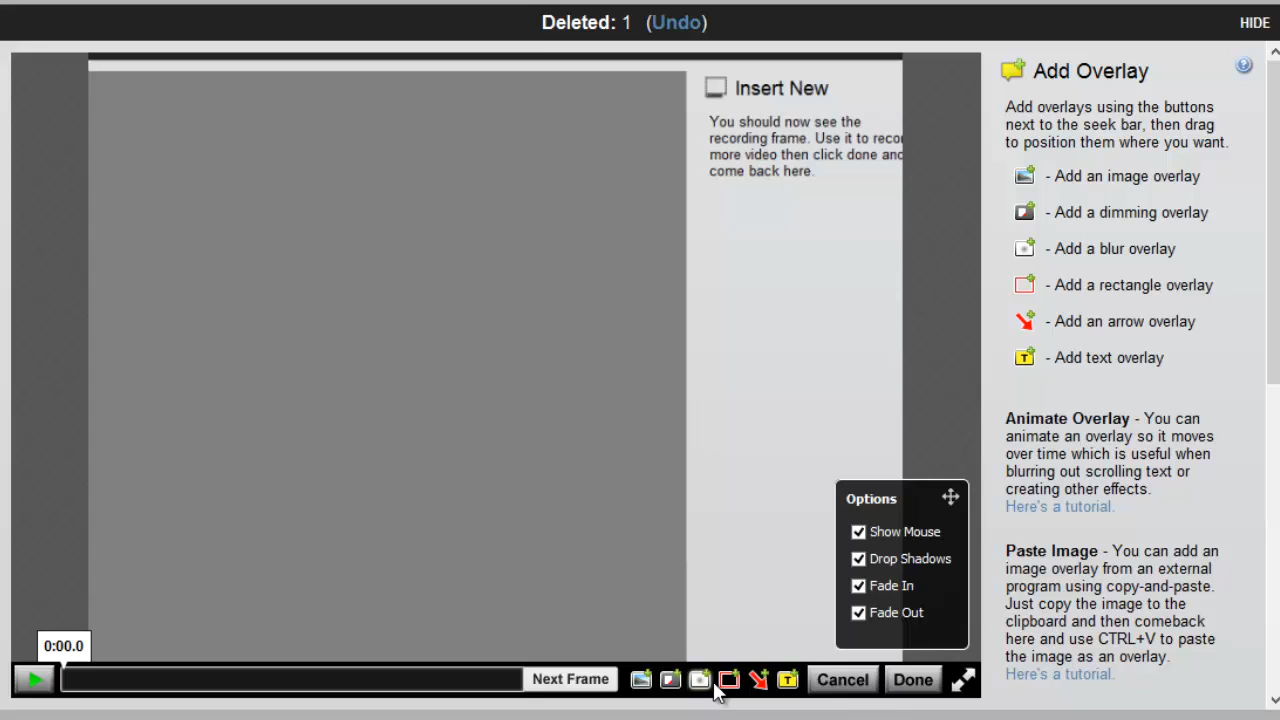 Deleted: 1 (Undo)
HIDE
Insert New
You should now see the
recording frame. Use it to recor
more video then click done and
come back here.
Add Overlay
Add overlays using the buttons
next to the seek bar, then drag
to position them where you want.
- Add an image overlay
- Add a dimming overlay
- Add a blur overlay
- Add a rectangle overlay
- Add an arrow overlay
T - Add text overlay
Animate Overlay - You can
animate an overlay so it moves
over time which is useful when
blurring out scrolling text or
creating other effects.
Here's a tutorial.
Paste Image - You can add an
image overlay from an external
program using copy-and-paste.
Just copy the image to the
clipboard and then comeback
here and use CTRL+V to paste
the image as an overlay.
Here's a tutorial.
Options
Show Mouse
Drop Shadows
Fade In
Fade Out
0:00.0
Next Frame
T
Cancel
Done